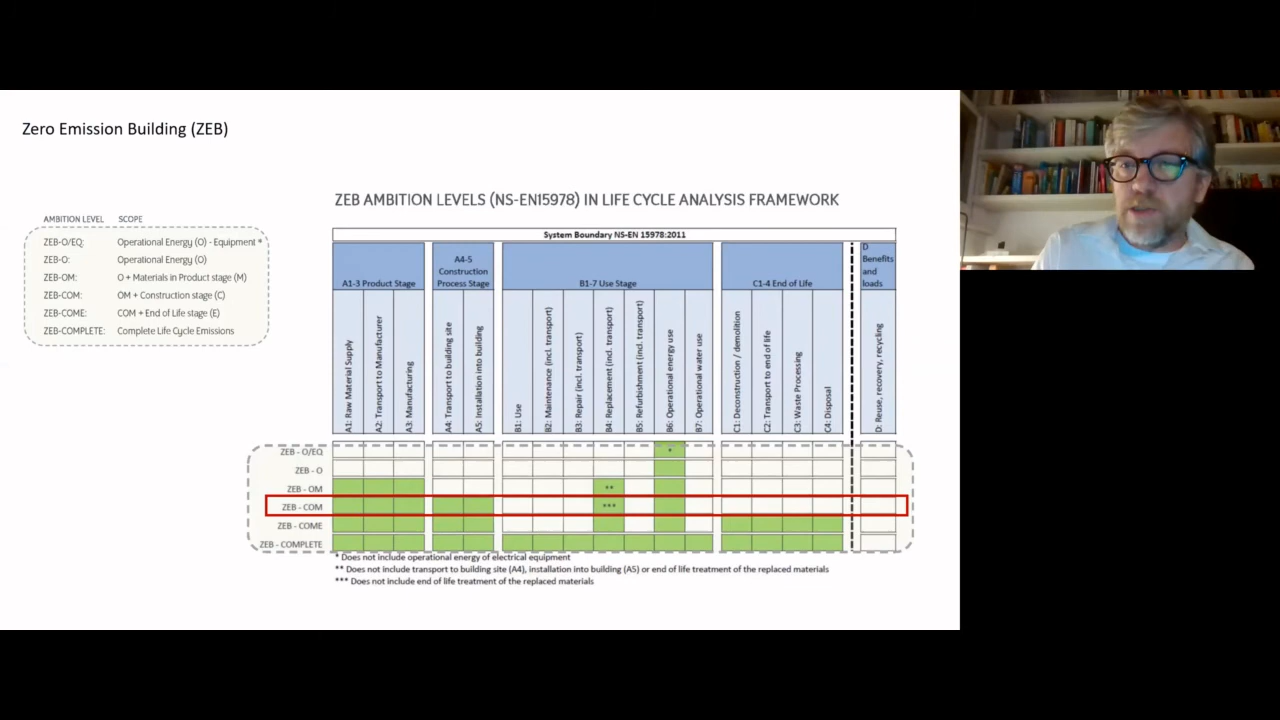 Zero Emission Building (ZEB)
ZEB AMBITION LEVELS (NS-EN15978) IN LIFE CYCLE ANALYSIS FRAMEWORK
AMBITION LEVEL SCOPE
ZEB-O/EQ: Operational Energy (O) - Equipment *
ZEB-O: Operational Energy (O)
ZEB-OM: O + Materials in Product stage (M)
ZEB-COM: OM + Construction stage (C)
ZEB-COME: COM + End of Life stage (E)
ZEB-COMPLETE: Complete Life Cycle Emissions
System Boundary NS-EN 15978:2011
A1-3 Product Stage
A4-5
Construction
Process Stage
B1-7 Use Stage
C1-4 End of Life
D
Benefits
and
loads
A1: Raw Material Supply
A2: Transport to Manufacturer
A3: Manufacturing
A4: Transport to building site
A5: Installation into building
B1: Use
B2: Maintenance (incl. transport)
B3: Repair (incl. transport)
B4: Replacement (incl. transport)
B5: Refurbishment (incl. transport)
B6: Operational energy use
B7: Operational water use
C1: Deconstruction / demolition
C2: Transport to end of life
C3: Waste Processing
C4: Disposal
D: Reuse, recovery, recycling
ZEB - O/EQ *
ZEB - O
ZEB - OM **
ZEB - COM ***
ZEB - COME
ZEB - COMPLETE
* Does not include operational energy of electrical equipment
** Does not include transport to building site (A4), installation into building (A5) or end of life treatment of the replaced materials
*** Does not include end of life treatment of the replaced materials